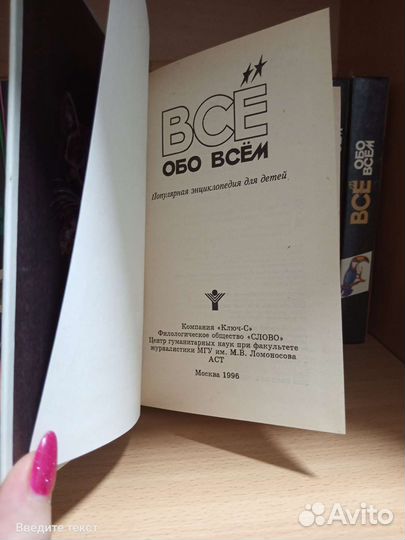 ВСЁ
ОБО ВСЁМ
Популярная энциклопедия для детей
Компания «Ключ-С»
Филологическое общество «СЛОВО»
Центр гуманитарных наук при факультете
журналистики МГУ им. М.В. Ломоносова
АСТ
Москва 1996
ВСЁ ОБО
ВСЕМ
Введите текст
Avito